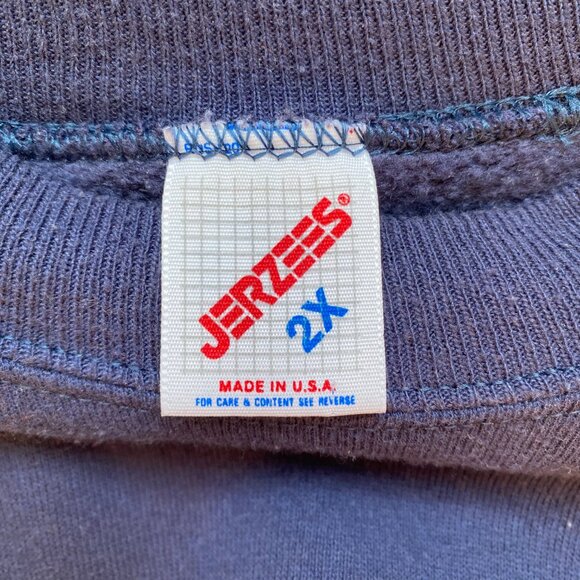 JERZEES®
2X
MADE IN U.S.A.
FOR CARE & CONTENT SEE REVERSE